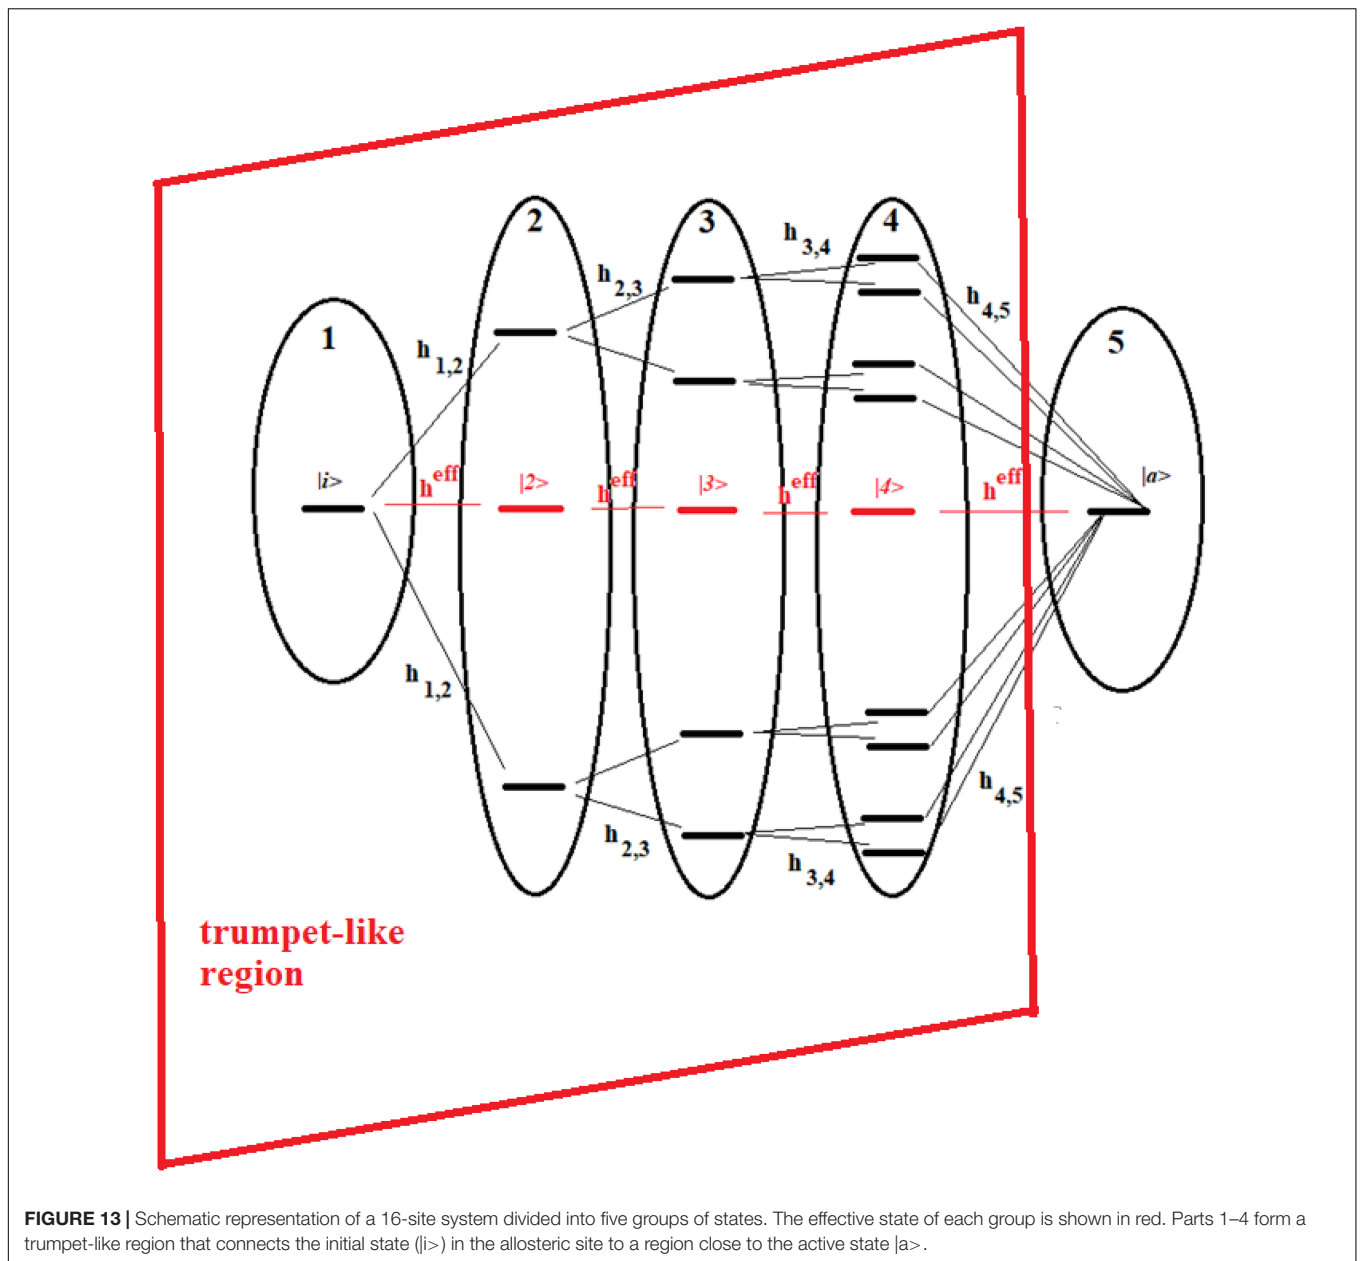 2
3
4
h 3,4
h 2,3
h 4,5
1
h 1,2
5
|i>
h eff
|2>
h eff
|3>
h eff
|4>
h eff
|a>
h 1,2
h 4,5
h 2,3
h 3,4
trumpet-like
region
FIGURE 13 | Schematic representation of a 16-site system divided into five groups of states. The effective state of each group is shown in red. Parts 1–4 form a
trumpet-like region that connects the initial state (|i>) in the allosteric site to a region close to the active state |a>.